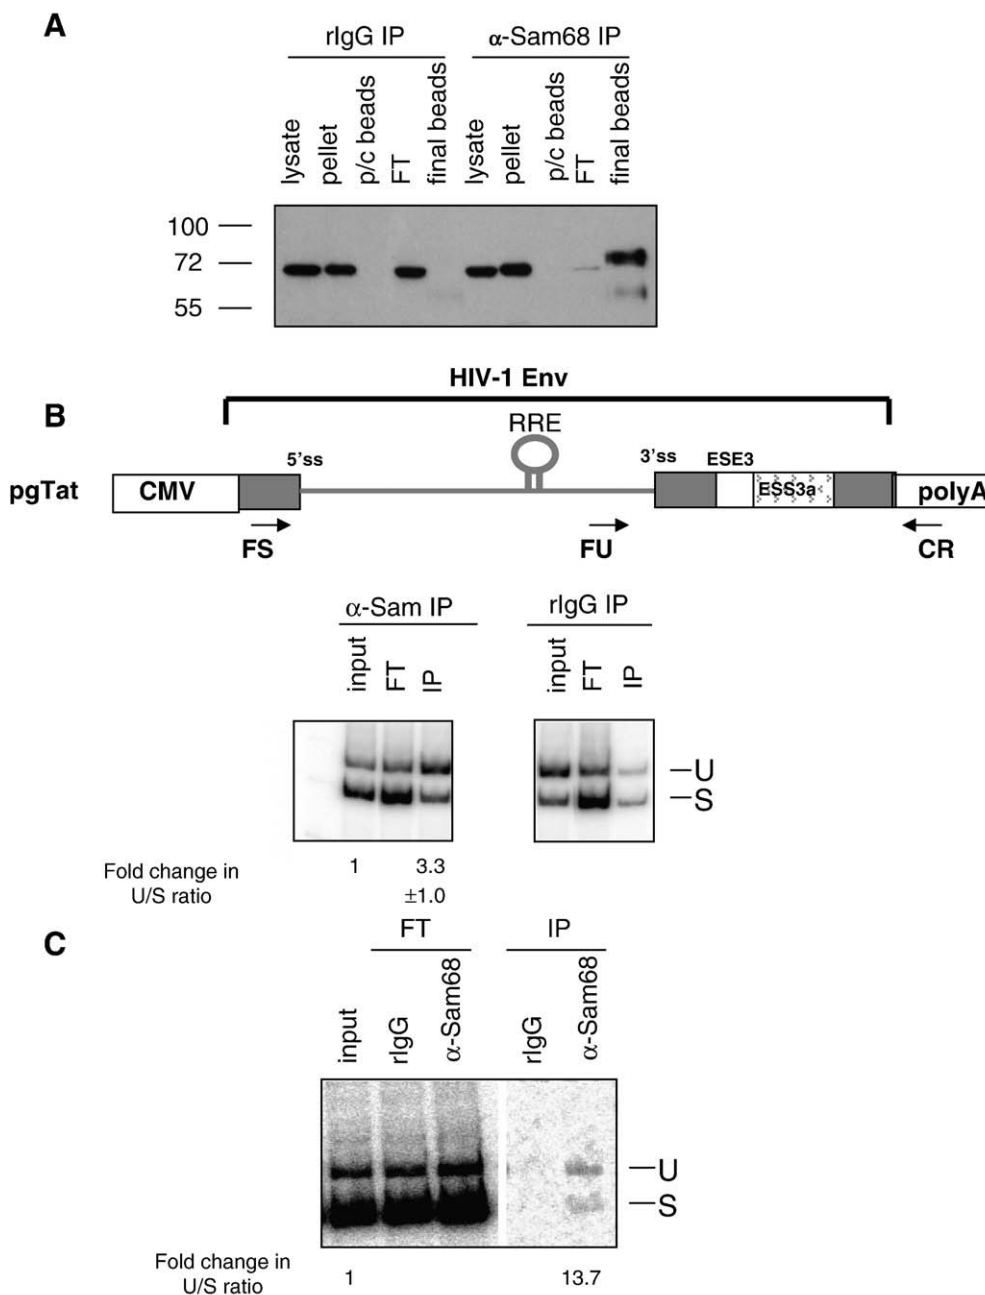 A
rIgG IP
α-Sam68 IP
lysate
pellet
p/c beads
FT
final beads
lysate
pellet
p/c beads
FT
final beads
100
72
55
B
HIV-1 Env
RRE
5'ss
3'ss
ESE3
pgTat
CMV
ESS3a
polyA
FS
FU
CR
α-Sam IP
rIgG IP
input
FT
IP
input
FT
IP
U
S
Fold change in
U/S ratio
1
3.3
±1.0
C
FT
IP
input
rIgG
α-Sam68
rIgG
α-Sam68
U
S
Fold change in
U/S ratio
1
13.7